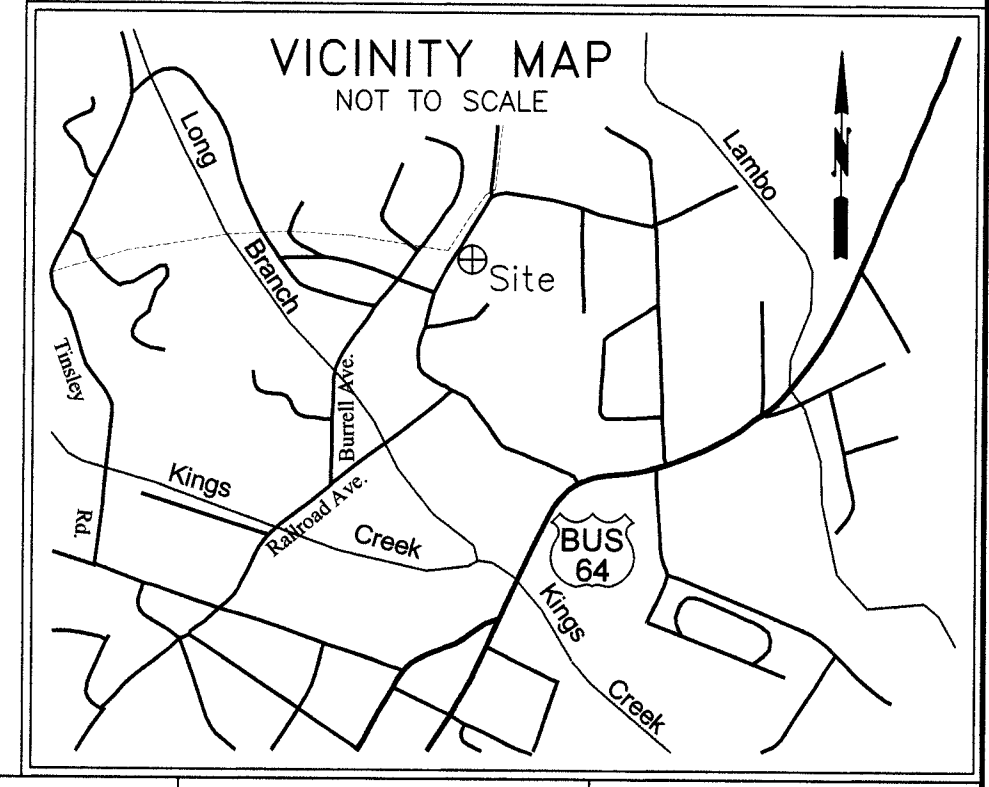 VICINITY MAP
NOT TO SCALE
N
Long
Lambo
Branch
Site
Tinsley
Burrell Ave.
Kings
Railroad Ave.
Rd.
Creek
BUS
64
Kings
Creek